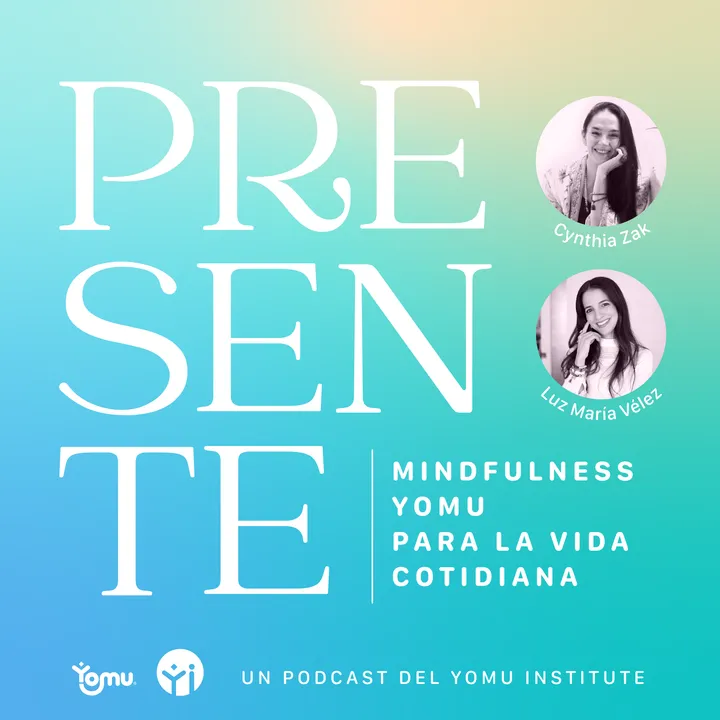 PRE
SEN
TE
Cynthia Zak
Luz María Vélez
MINDFULNESS
YOMU
PARA LA VIDA
COTIDIANA
Yomu
Yi
UN PODCAST DEL YOMU INSTITUTE